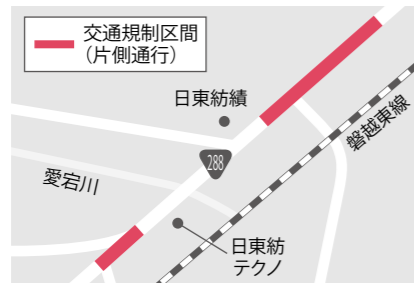 交通規制区間
（片側通行）
日東紡績
磐越東線
288
愛宕川
日東紡
テクノ